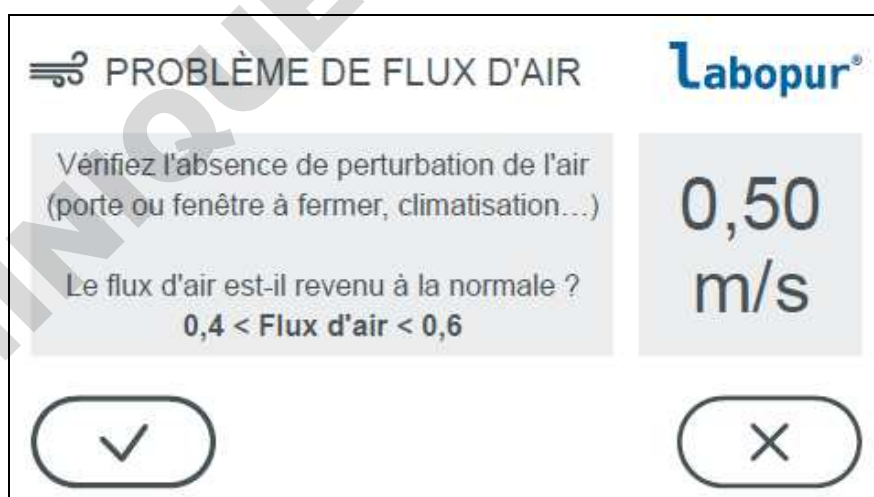 PROBLÈME DE FLUX D'AIR
Labopur®
Vérifiez l'absence de perturbation de l'air
(porte ou fenêtre à fermer, climatisation…)
Le flux d'air est-il revenu à la normale ?
0,4 < Flux d'air < 0,6
0,50
m/s